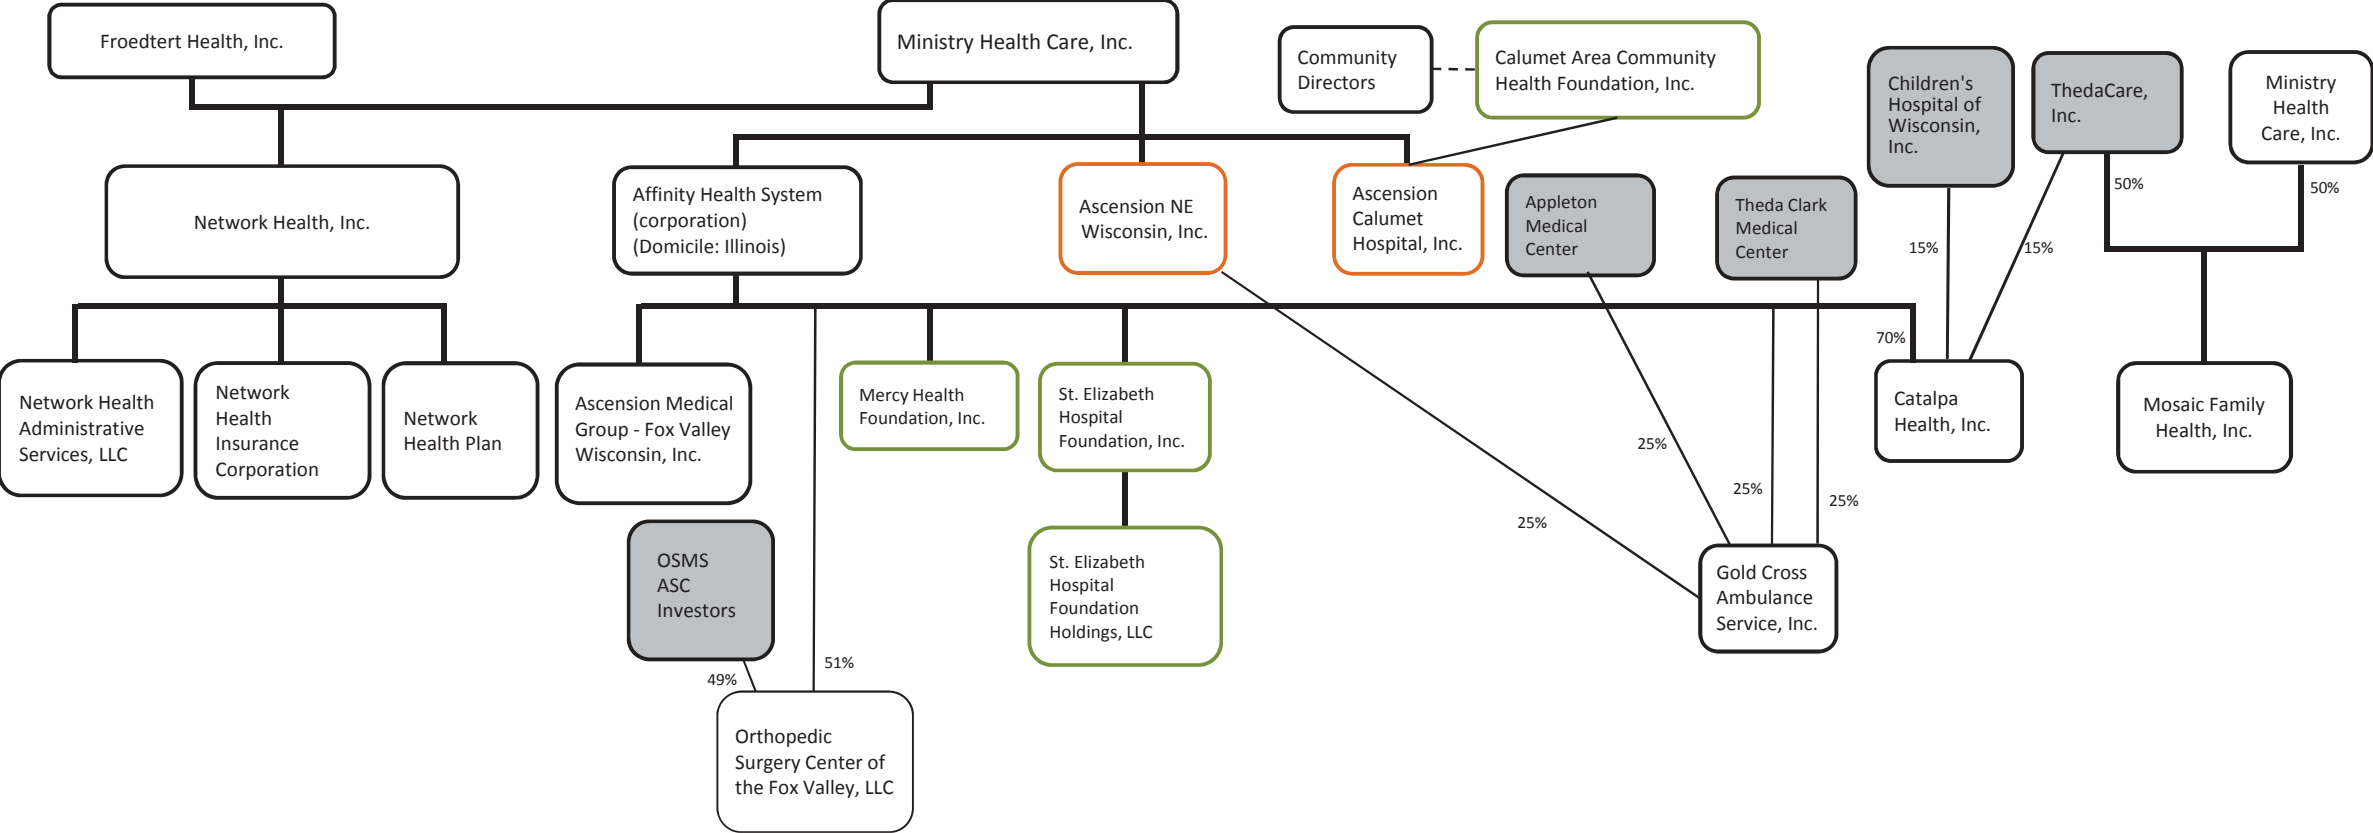 Froedtert Health, Inc.
Ministry Health Care, Inc.
Community
Directors
Calumet Area Community
Health Foundation, Inc.
Children's
Hospital of
Wisconsin,
Inc.
ThedaCare,
Inc.
Ministry
Health
Care, Inc.
Network Health, Inc.
Affinity Health System
(corporation)
(Domicile: Illinois)
Ascension NE
Wisconsin, Inc.
Ascension
Calumet
Hospital, Inc.
Appleton
Medical
Center
Theda Clark
Medical
Center
50%
50%
15%
15%
70%
Network Health
Administrative
Services, LLC
Network
Health
Insurance
Corporation
Network
Health Plan
Ascension Medical
Group - Fox Valley
Wisconsin, Inc.
Mercy Health
Foundation, Inc.
St. Elizabeth
Hospital
Foundation, Inc.
Catalpa
Health, Inc.
Mosaic Family
Health, Inc.
25%
25%
25%
25%
OSMS
ASC
Investors
St. Elizabeth
Hospital
Foundation
Holdings, LLC
Gold Cross
Ambulance
Service, Inc.
51%
49%
Orthopedic
Surgery Center of
the Fox Valley, LLC